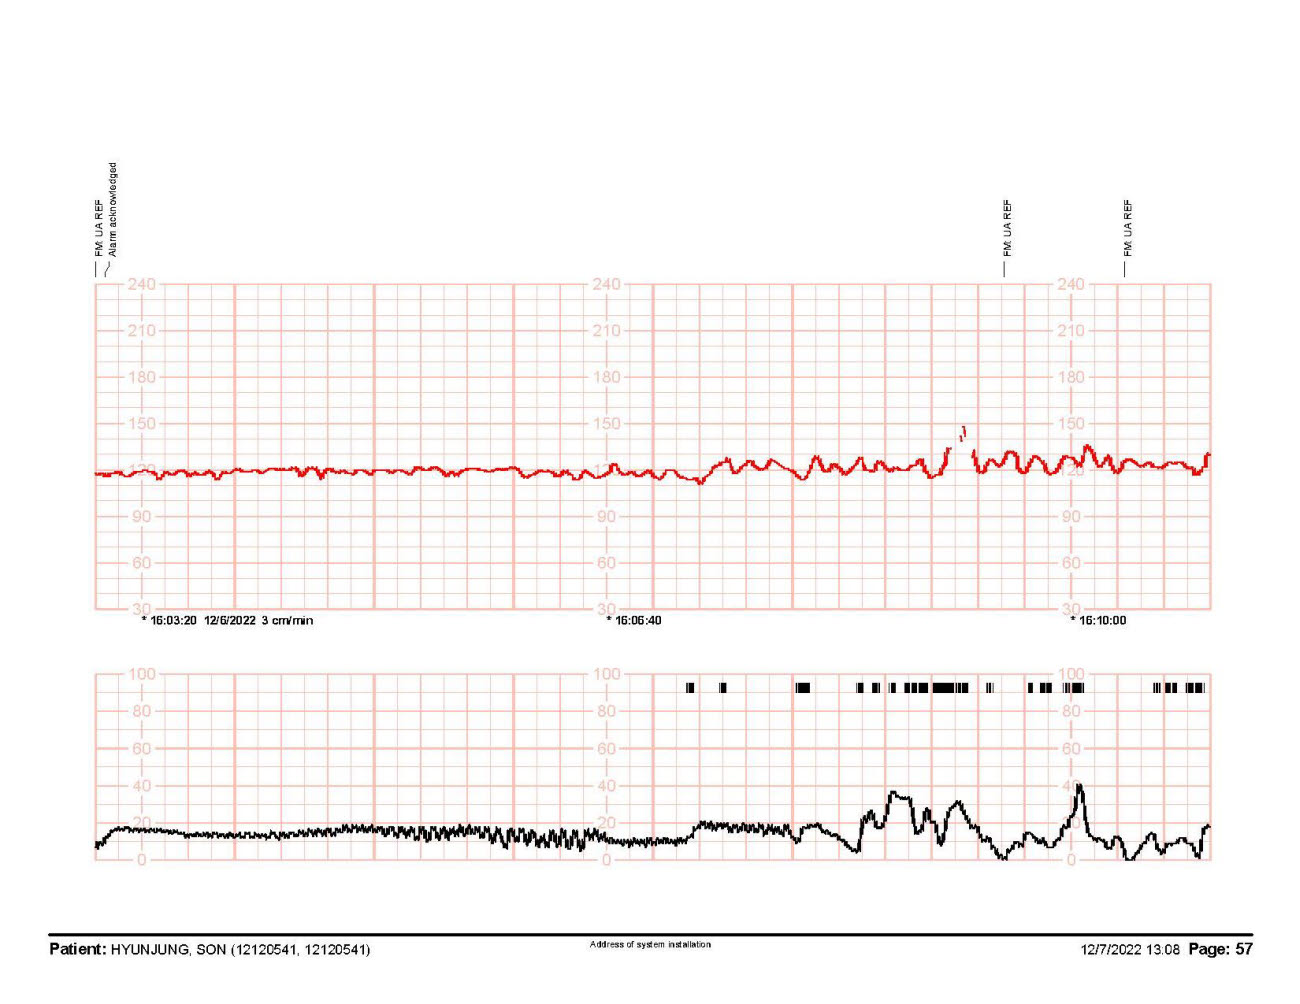 FM: UA REF
Alarm acknowledged
FM: UA REF
FM: UA REF
240 240 240
210 210 210
180 180 180
150 150 150
120 120 120
90 90 90
60 60 60
30 30 30
* 16:03:20 12/6/2022 3 cm/min
* 16:06:40
* 16:10:00
100 100 100
80 80 80
60 60 60
40 40 40
20 20 20
0 0 0
Patient: HYUNJUNG, SON (12120541, 12120541)
Address of system installation
12/7/2022 13:08 Page: 57